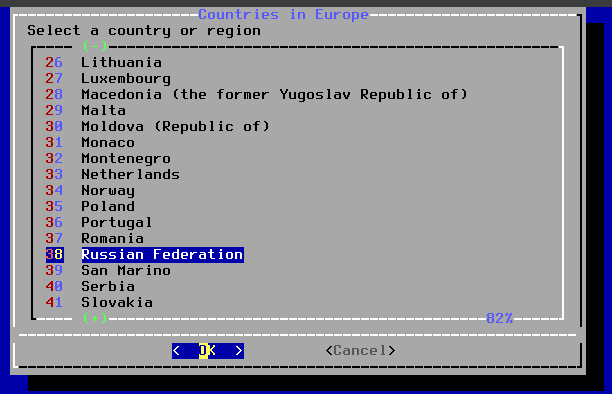 Countries in Europe
Select a country or region
(-)
26 Lithuania
27 Luxembourg
28 Macedonia (the former Yugoslav Republic of)
29 Malta
30 Moldova (Republic of)
31 Monaco
32 Montenegro
33 Netherlands
34 Norway
35 Poland
36 Portugal
37 Romania
38 Russian Federation
39 San Marino
40 Serbia
41 Slovakia
(+) 82%
< OK > <Cancel>